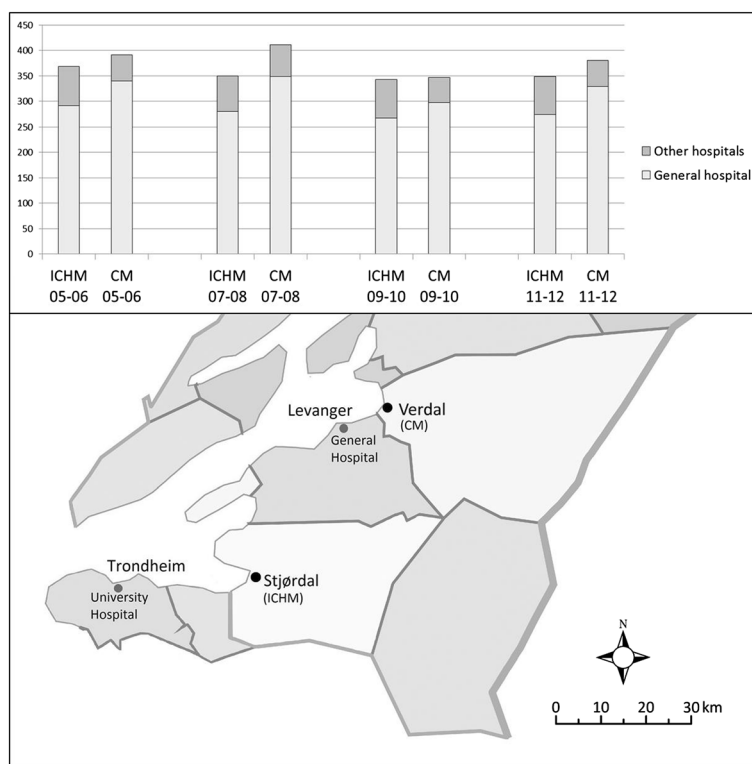 450
400
350
300
250
200
150
100
50
0
Other hospitals
General hospital
ICHM CM ICHM CM ICHM CM ICHM CM
05-06 05-06 07-08 07-08 09-10 09-10 11-12 11-12
Levanger
Verdal
(CM)
General
Hospital
Trondheim
University
Hospital
Stjørdal
(ICHM)
N
0 10 20 30 km